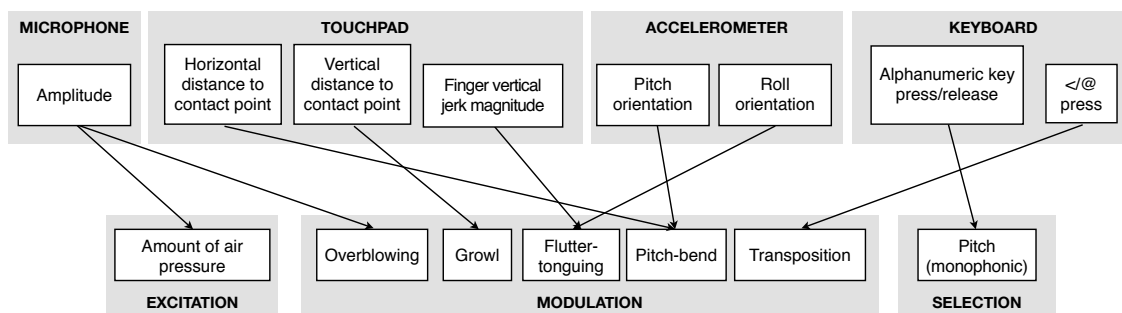 MICROPHONE
TOUCHPAD
ACCELEROMETER
KEYBOARD
Amplitude
Horizontal
distance to
contact point
Vertical
distance to
contact point
Finger vertical
jerk magnitude
Pitch
orientation
Roll
orientation
Alphanumeric key
press/release
</@
press
Amount of air
pressure
Overblowing
Growl
Flutter-
tonguing
Pitch-bend
Transposition
Pitch
(monophonic)
EXCITATION
MODULATION
SELECTION